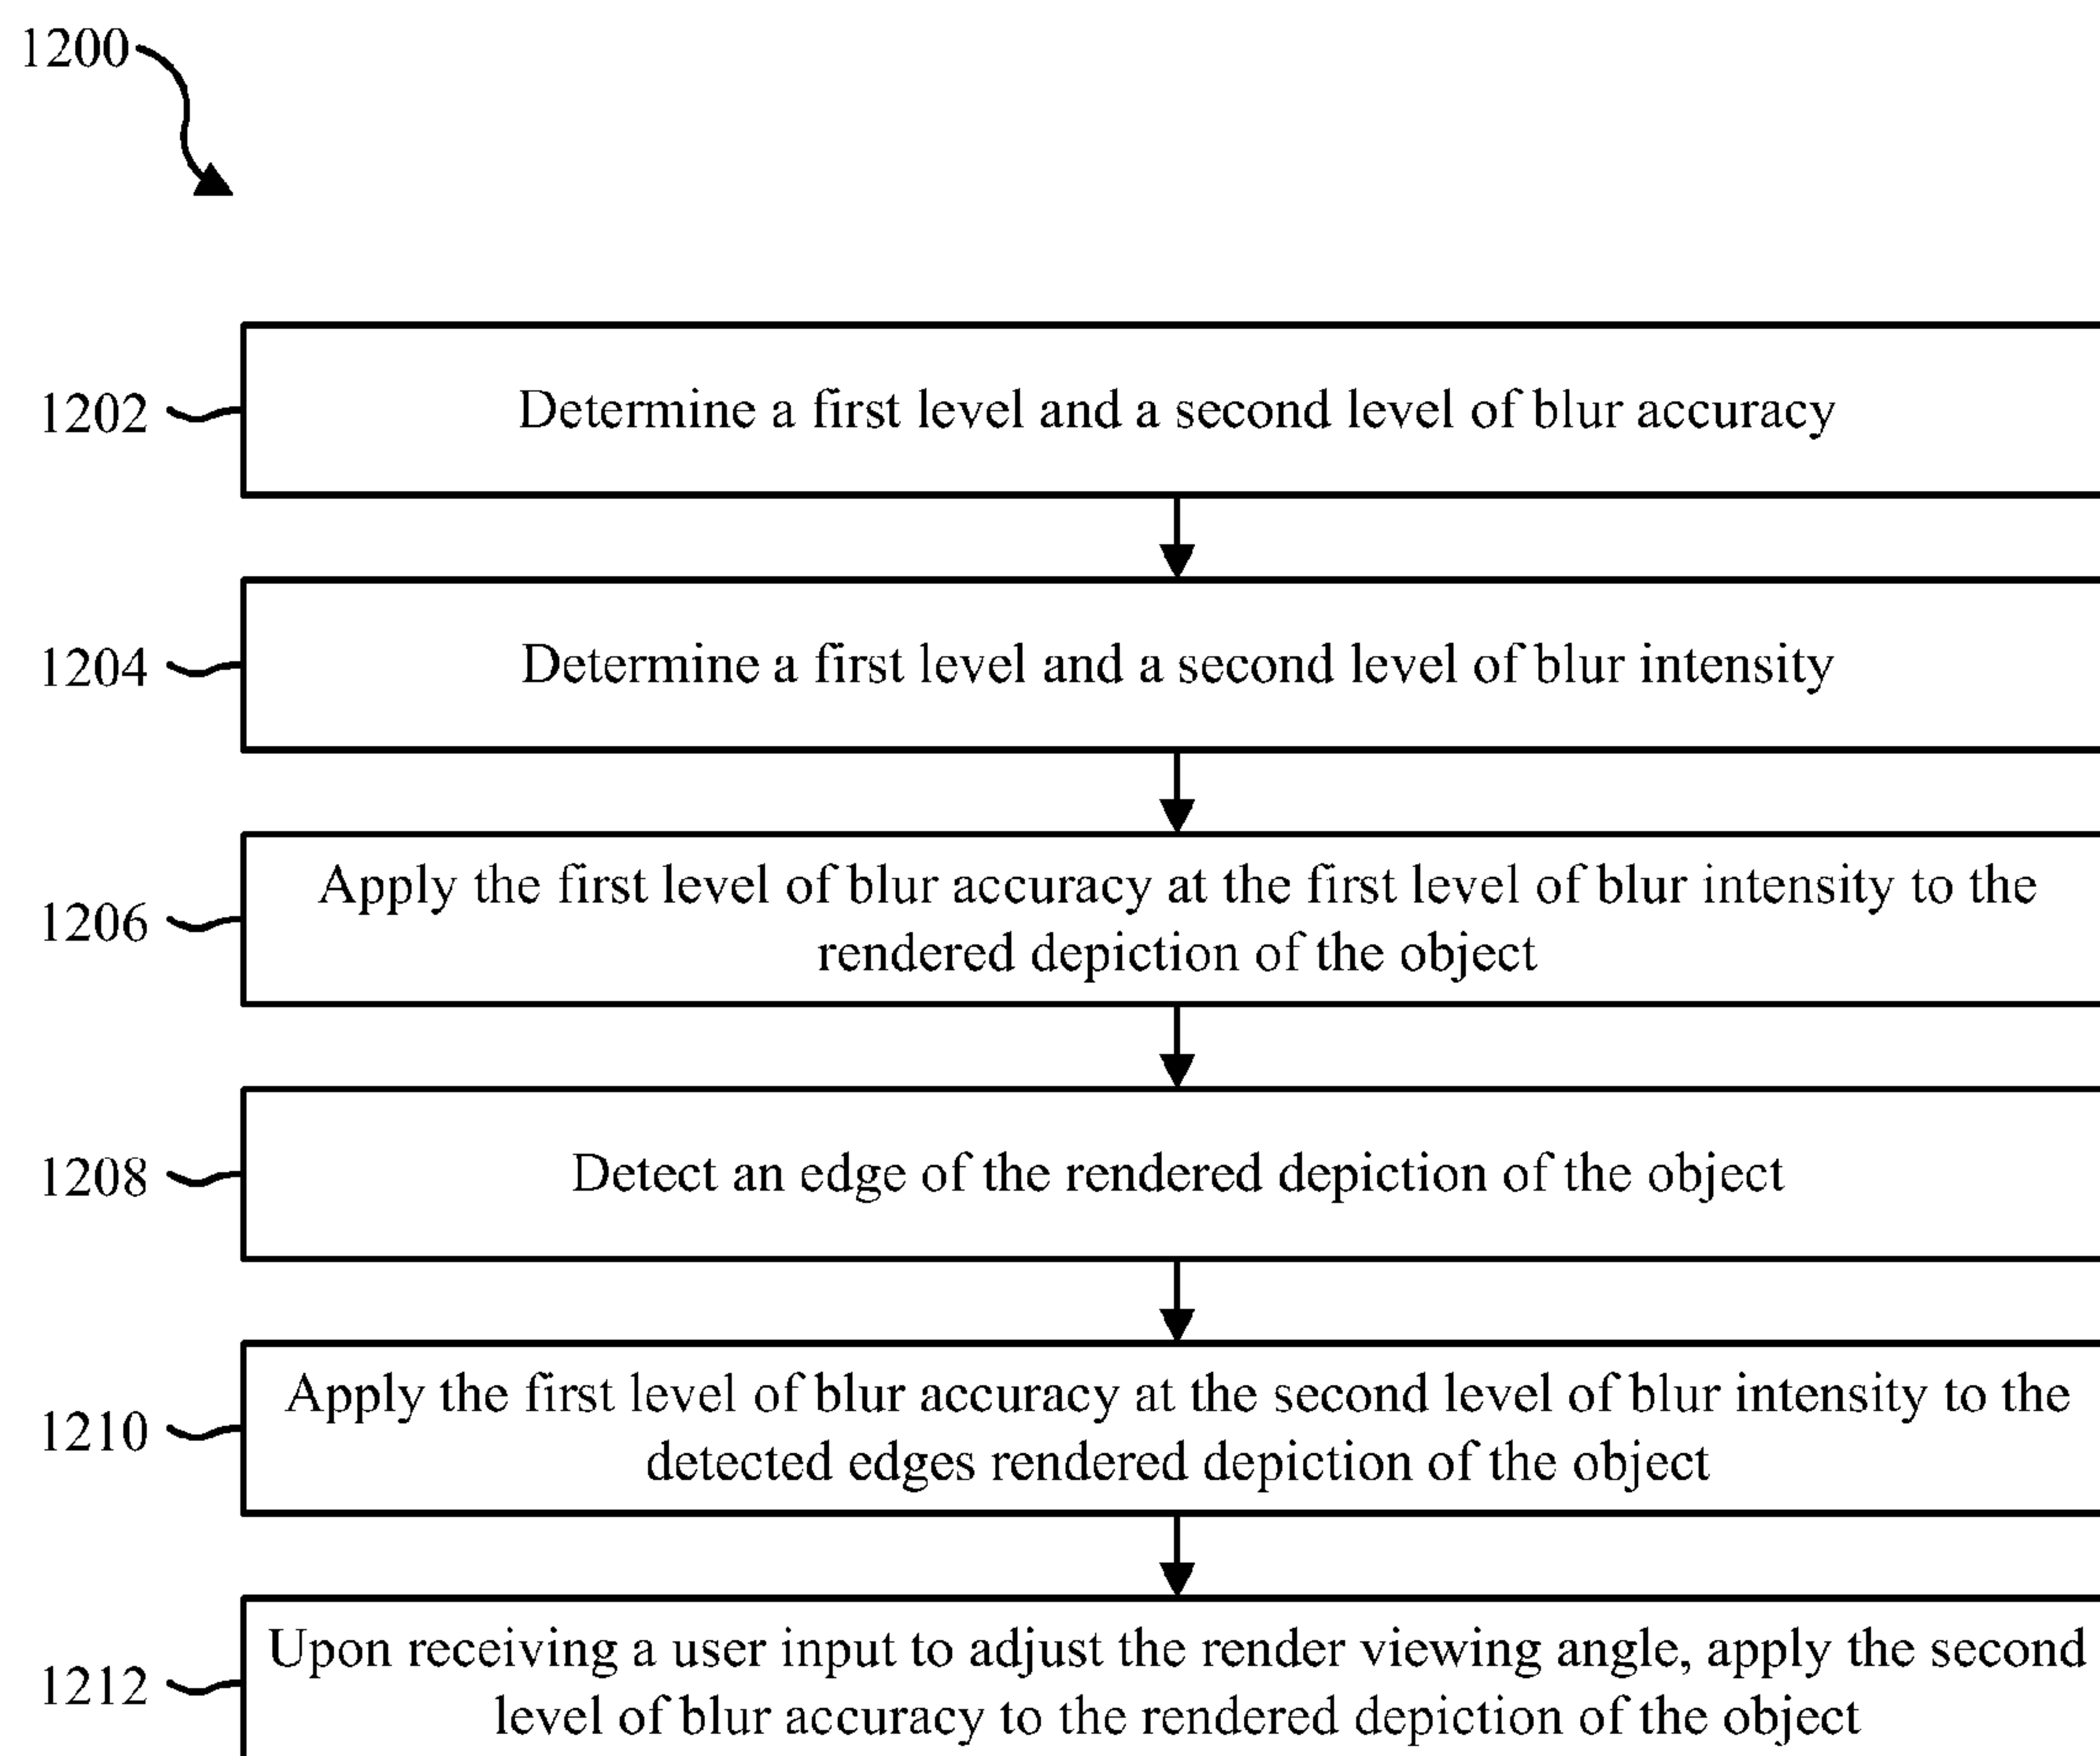 1200
1202
Determine a first level and a second level of blur accuracy
1204
Determine a first level and a second level of blur intensity
1206
Apply the first level of blur accuracy at the first level of blur intensity to the
rendered depiction of the object
1208
Detect an edge of the rendered depiction of the object
1210
Apply the first level of blur accuracy at the second level of blur intensity to the
detected edges rendered depiction of the object
1212
Upon receiving a user input to adjust the render viewing angle, apply the second
level of blur accuracy to the rendered depiction of the object